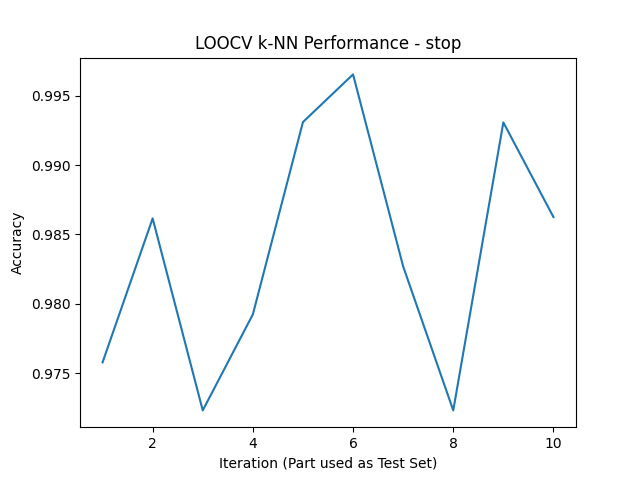 LOOCV k-NN Performance - stop
0.995
0.990
0.985
0.980
0.975
Accuracy
2 4 6 8 10
Iteration (Part used as Test Set)